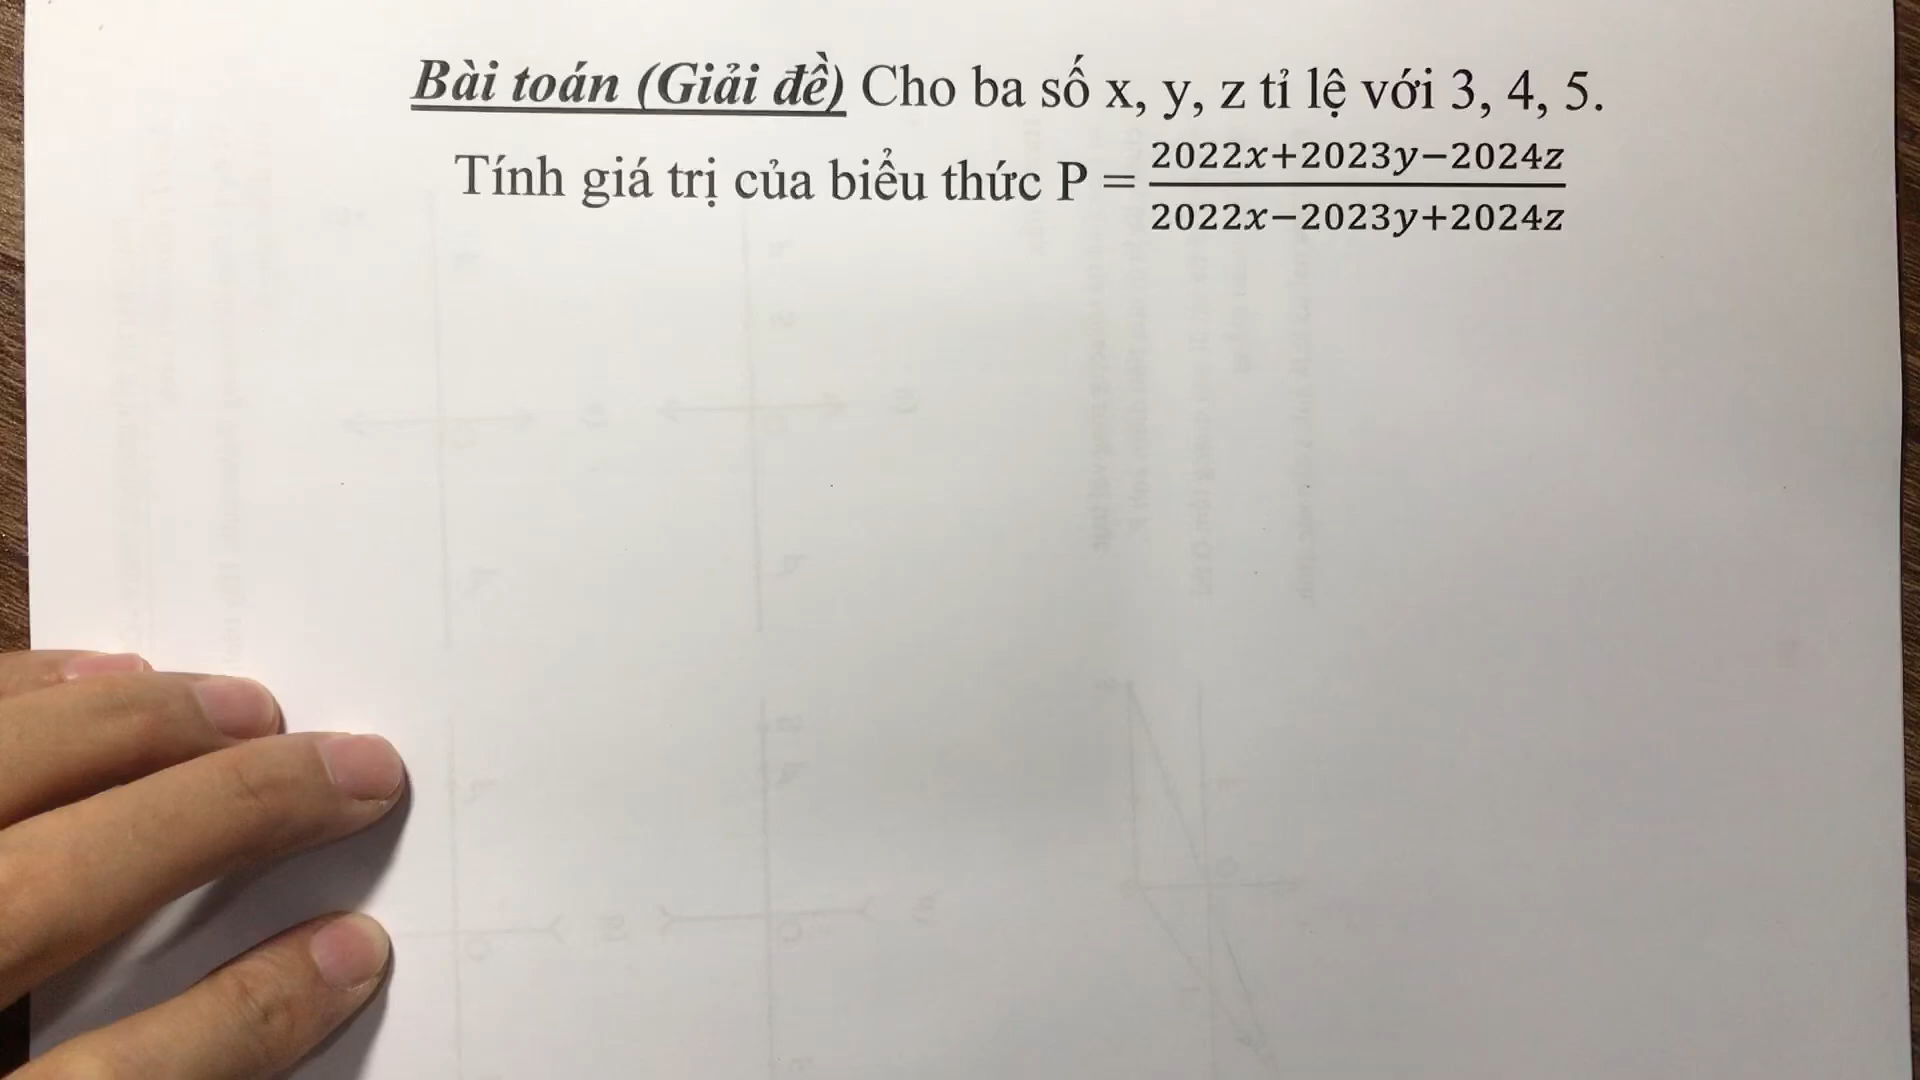 Bài toán (Giải đề) Cho ba số x, y, z tỉ lệ với 3, 4, 5.
Tính giá trị của biểu thức P = \frac{2022x+2023y−2024z}{2022x−2023y+2024z}